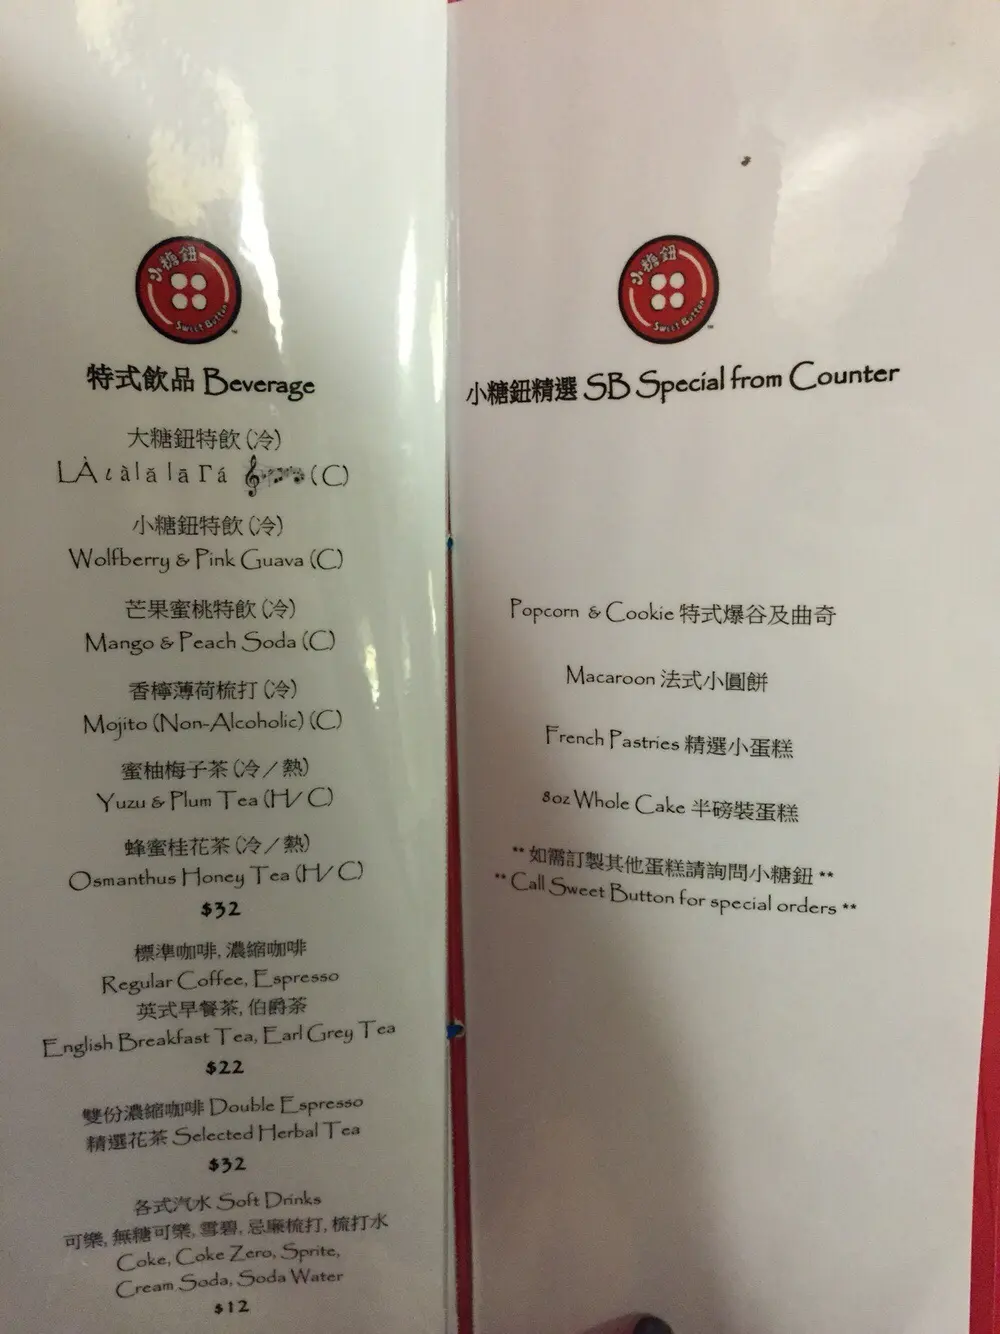 小糖鈕
Sweet Button
特式飲品 Beverage
大糖鈕特飲 (冷)
(C)
小糖鈕特飲 (冷)
Wolfberry & Pink Guava (C)
芒果蜜桃特飲 (冷)
Mango & Peach Soda (C)
香檸薄荷梳打 (冷)
Mojito (Non-Alcoholic) (C)
蜜柚梅子茶 (冷／熱)
Yuzu & Plum Tea (H/ C)
蜂蜜桂花茶 (冷／熱)
Osmanthus Honey Tea (H/ C)
$32
標準咖啡, 濃縮咖啡
Regular Coffee, Espresso
英式早餐茶, 伯爵茶
English Breakfast Tea, Earl Grey Tea
$22
雙份濃縮咖啡 Double Espresso
精選花茶 Selected Herbal Tea
$32
各式汽水 Soft Drinks
可樂, 無糖可樂, 雪碧, 忌廉梳打, 梳打水
Coke, Coke Zero, Sprite,
Cream Soda, Soda Water
$12
小糖鈕
Sweet Button
小糖鈕精選 SB Special from Counter
Popcorn & Cookie 特式爆谷及曲奇
Macaroon 法式小圓餅
French Pastries 精選小蛋糕
8oz Whole Cake 半磅裝蛋糕
** 如需訂製其他蛋糕請詢問小糖鈕 **
** Call Sweet Button for special orders **